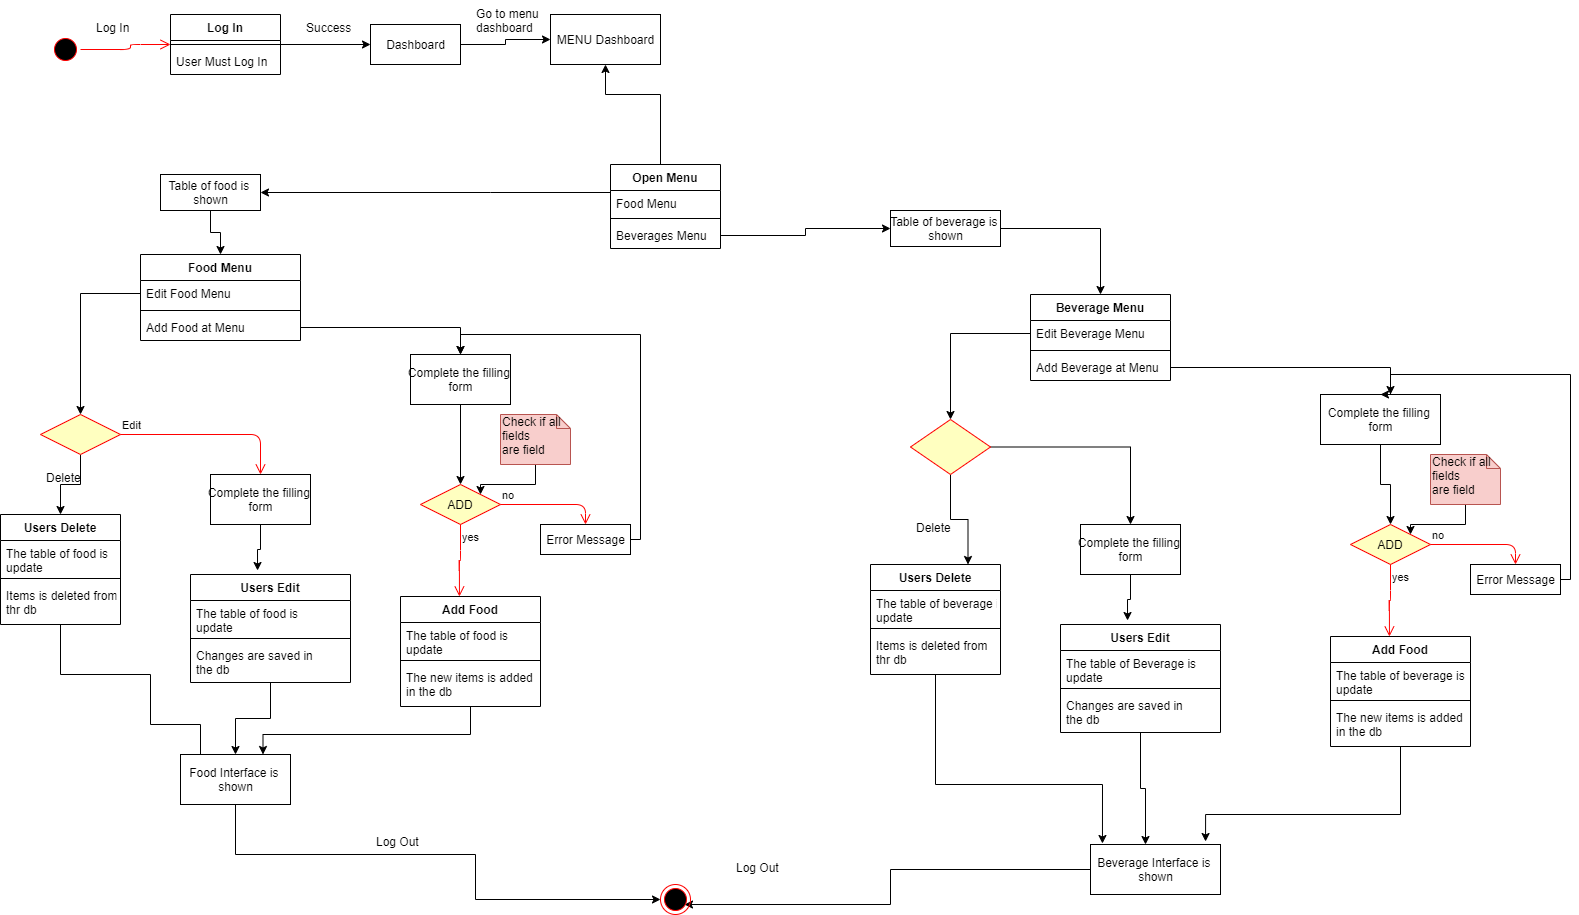 Log In
Log In
User Must Log In
Success
Dashboard
Go to menu
dashboard
MENU Dashboard
Open Menu
Food Menu
Beverages Menu
Table of food is
shown
Food Menu
Edit Food Menu
Add Food at Menu
Edit
Delete
Complete the filling
form
Users Delete
The table of food is
update
Items is deleted from
thr db
Users Edit
The table of food is
update
Changes are saved in
the db
Complete the filling
form
Check if all
fields
are field
ADD
no
yes
Error Message
Add Food
The table of food is
update
The new items is added
in the db
Food Interface is
shown
Log Out
Table of beverage is
shown
Beverage Menu
Edit Beverage Menu
Add Beverage at Menu
Delete
Complete the filling
form
Users Delete
The table of beverage
update
Items is deleted from
thr db
Users Edit
The table of Beverage is
update
Changes are saved in
the db
Complete the filling
form
Check if all
fields
are field
ADD
no
yes
Error Message
Add Food
The table of beverage is
update
The new items is added
in the db
Beverage Interface is
shown
Log Out